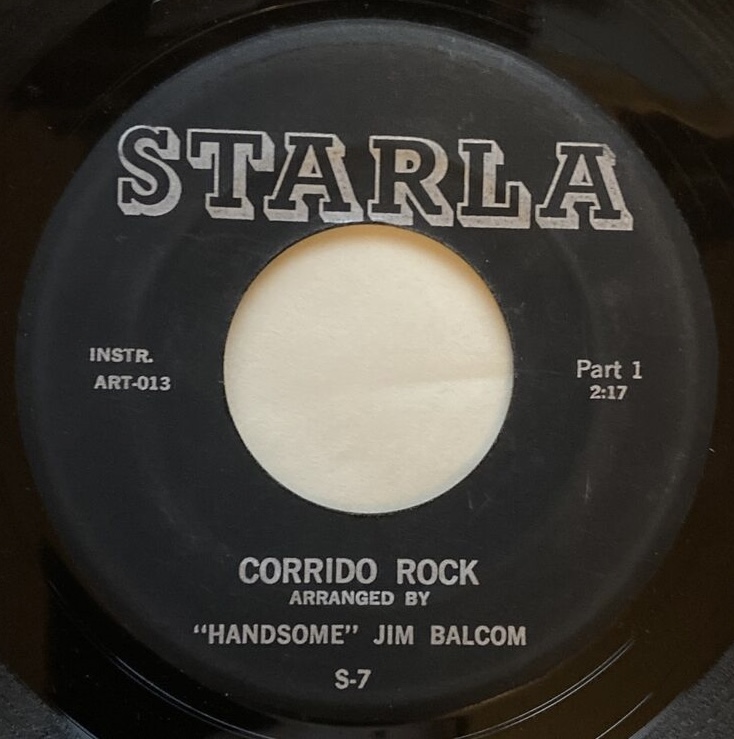 STARLA
INSTR.
ART-013
Part 1
2:17
CORRIDO ROCK
ARRANGED BY
“HANDSOME” JIM BALCOM
S-7